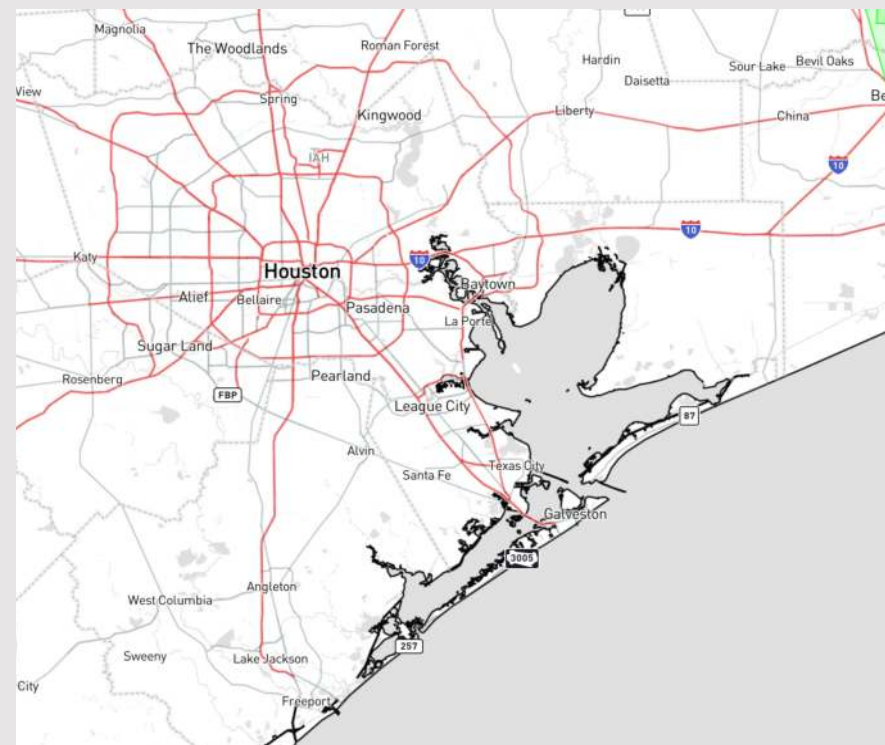 Magnolia
The Woodlands
Roman Forest
Hardin
Sour Lake
Bevil Oaks
Daisetta
View
Spring
Kingwood
Liberty
China
Be
IAH
10
10
10
Katy
Houston
Baytown
Alief
Bellaire
Pasadena
La Porte
Sugar Land
Rosenberg
Pearland
FBP
League City
87
Alvin
Santa Fe
Texas City
Galveston
3005
Angleton
West Columbia
257
Sweeny
Lake Jackson
City
Freeport